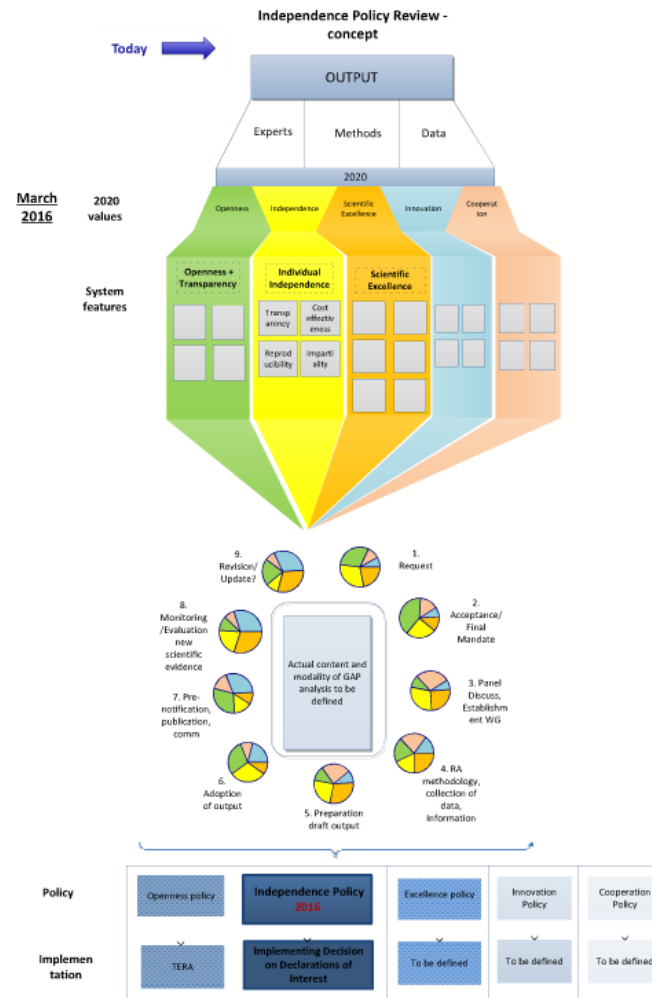 Independence Policy Review -
concept
Today
OUTPUT
Experts
Methods
Data
2020
March
2016
2020
values
Openness
Independence
Scientific
Excellence
Innovation
Cooperat
ion
System
features
Openness +
Transparency
Individual
Independence
Scientific
Excellence
Transp
arency
Cost
effectiv
eness
Reprod
ucibility
Imparti
ality
9.
Revision/
Update?
1.
Request
8.
Monitoring
/Evaluation
new
scientific
evidence
2.
Acceptance/
Final
Mandate
Actual content and
modality of GAP
analysis to be
defined
7. Pre-
notification,
publication,
comm
3. Panel
Discuss,
Establishm
ent WG
6.
Adoption
of output
5. Preparation
draft output
4. RA
methodology,
collection of
data,
information
Policy
Openness policy
Independence Policy
2016
Excellence policy
Innovation
Policy
Cooperation
Policy
Implemen
tation
TERA
Implementing Decision
on Declarations of
Interest
To be defined
To be defined
To be defined